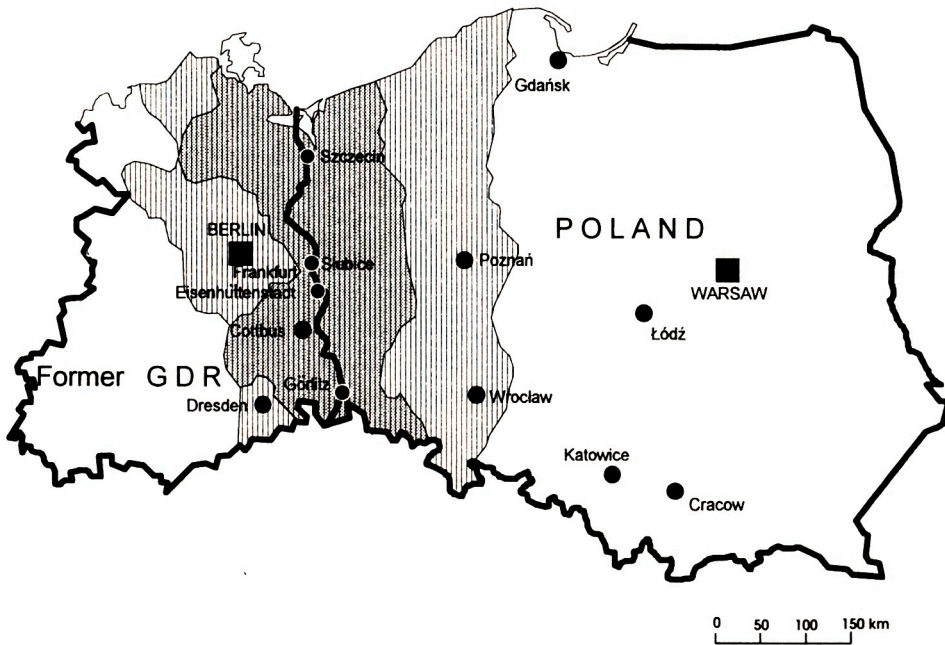 Gdańsk
Szczecin
POLAND
BERLIN
Frankfurt
Słubice
Poznań
Eisenhüttenstadt
WARSAW
Cottbus
Łódź
Former GDR
Görlitz
Dresden
Wrocław
Katowice
Cracow
0 50 100 150 km